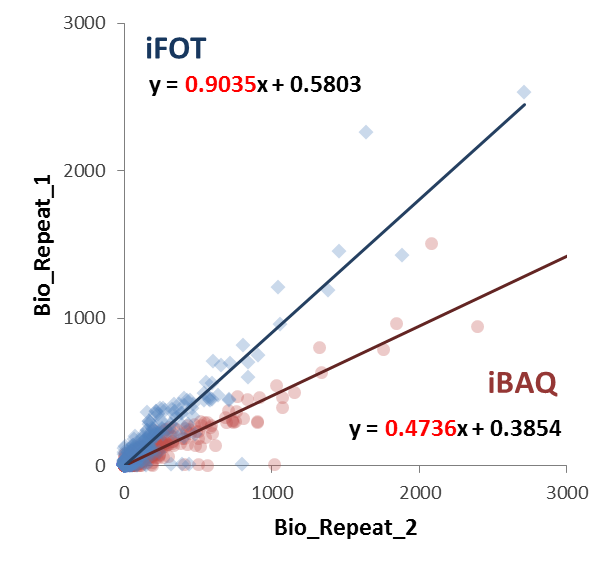 3000
iFOT
y = 0.9035x + 0.5803
2000
Bio_Repeat_1
1000
iBAQ
y = 0.4736x + 0.3854
0
0 1000 2000 3000
Bio_Repeat_2